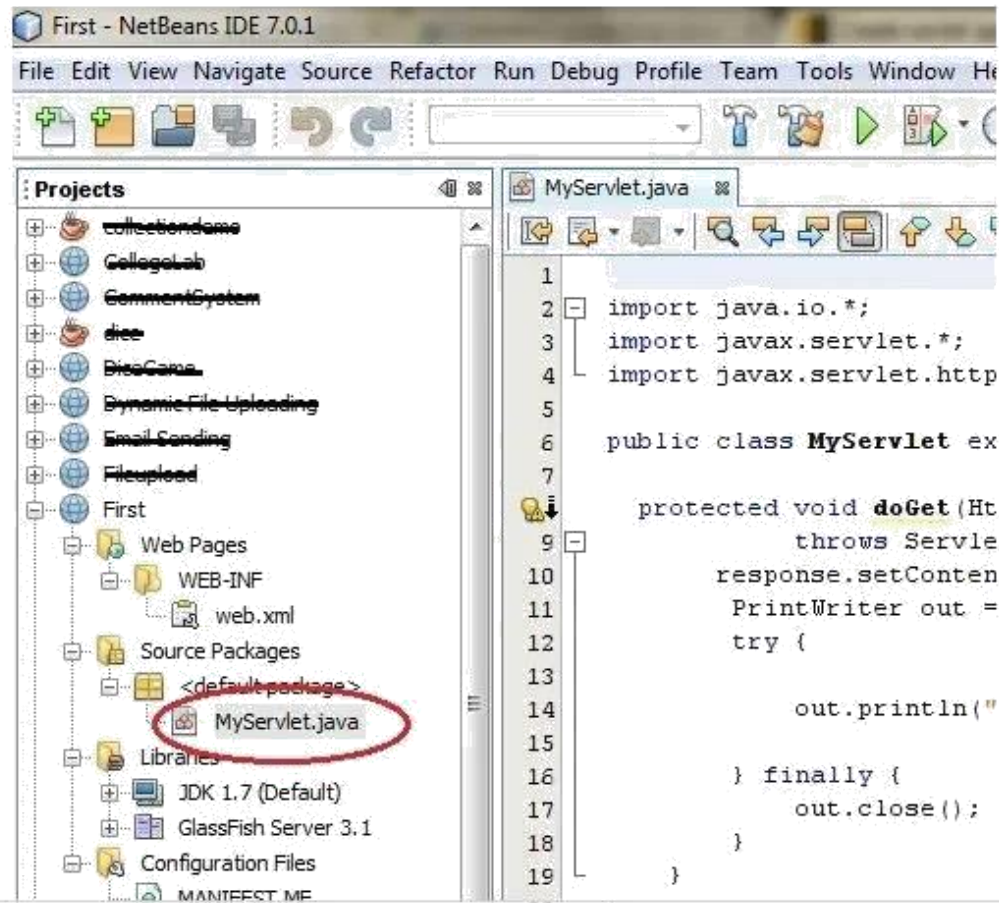 First - NetBeans IDE 7.0.1
File Edit View Navigate Source Refactor Run Debug Profile Team Tools Window He
Projects
collectiondemo
CollegeLab
CommentSystem
dice
DiceGame
Dynamic File Uploading
Email Sending
Fileupload
First
Web Pages
WEB-INF
web.xml
Source Packages
<default package>
MyServlet.java
Libraries
JDK 1.7 (Default)
GlassFish Server 3.1
Configuration Files
MANIFEST.MF
MyServlet.java
1
2 import java.io.*;
3 import javax.servlet.*;
4 import javax.servlet.http
5
6 public class MyServlet ex
7
protected void doGet(Ht
9 throws Servle
10 response.setConten
11 PrintWriter out =
12 try {
13
14 out.println("
15
16 } finally {
17 out.close();
18 }
19 }